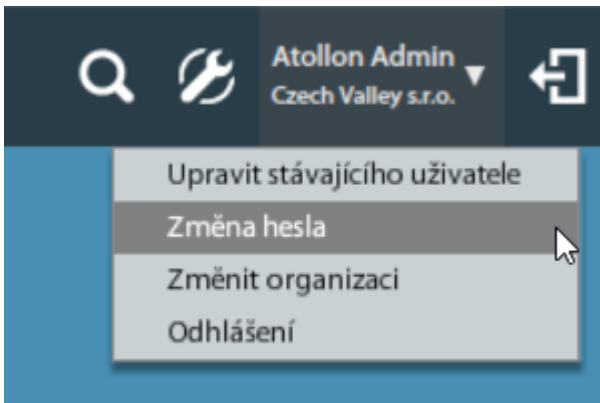 Atollon Admin
Czech Valley s.r.o.
Upravit stávajícího uživatele
Změna hesla
Změnit organizaci
Odhlášení